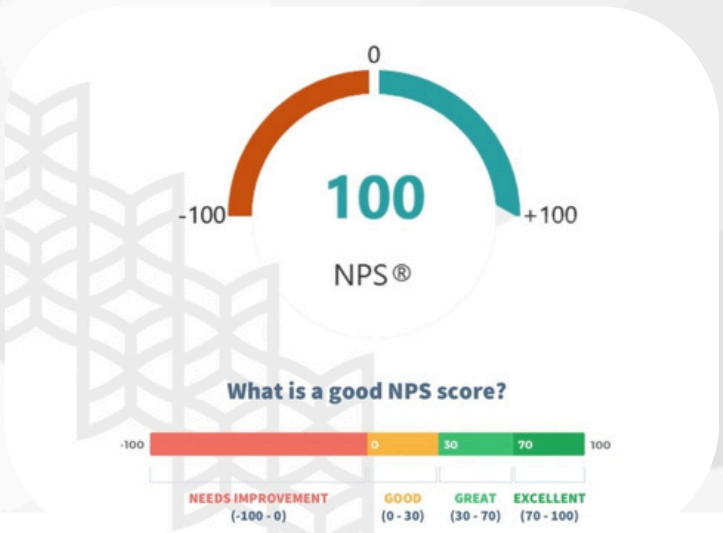 0
100
-100
+100
NPS®
What is a good NPS score?
-100 0 30 70 100
NEEDS IMPROVEMENT GOOD GREAT EXCELLENT
(-100 - 0) (0 - 30) (30 - 70) (70 - 100)